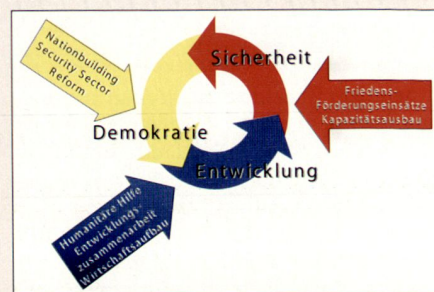 Nationbuilding
Security Sector
Reform
Sicherheit
Friedens-
Förderungseinsätze
Kapazitätsausbau
Demokratie
Entwicklung
Humanitäre Hilfe
Entwicklungs-
zusammenarbeit
Wirtschaftsaufbau